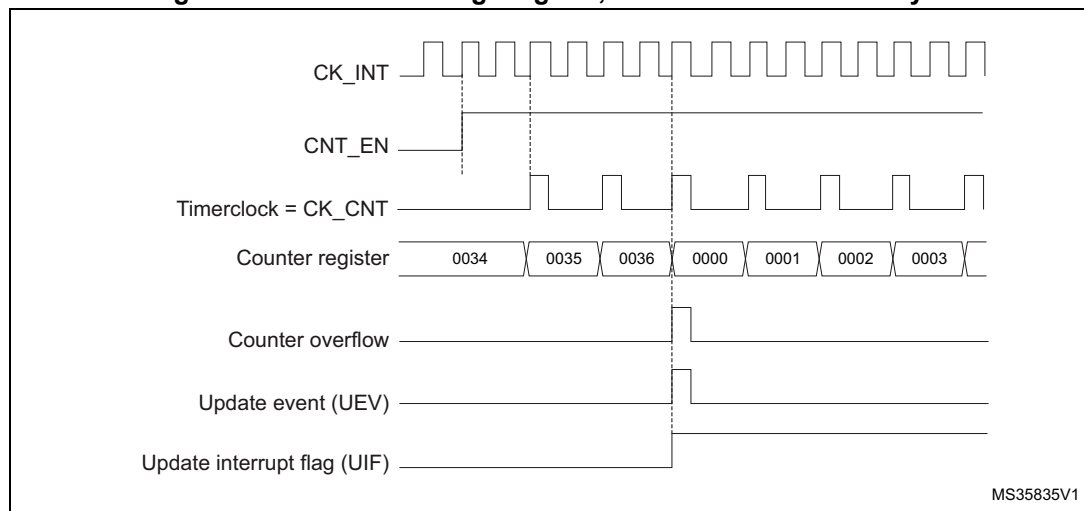 CK_INT
CNT_EN
Timerclock = CK_CNT
Counter register 0034 0035 0036 0000 0001 0002 0003
Counter overflow
Update event (UEV)
Update interrupt flag (UIF)
MS35835V1